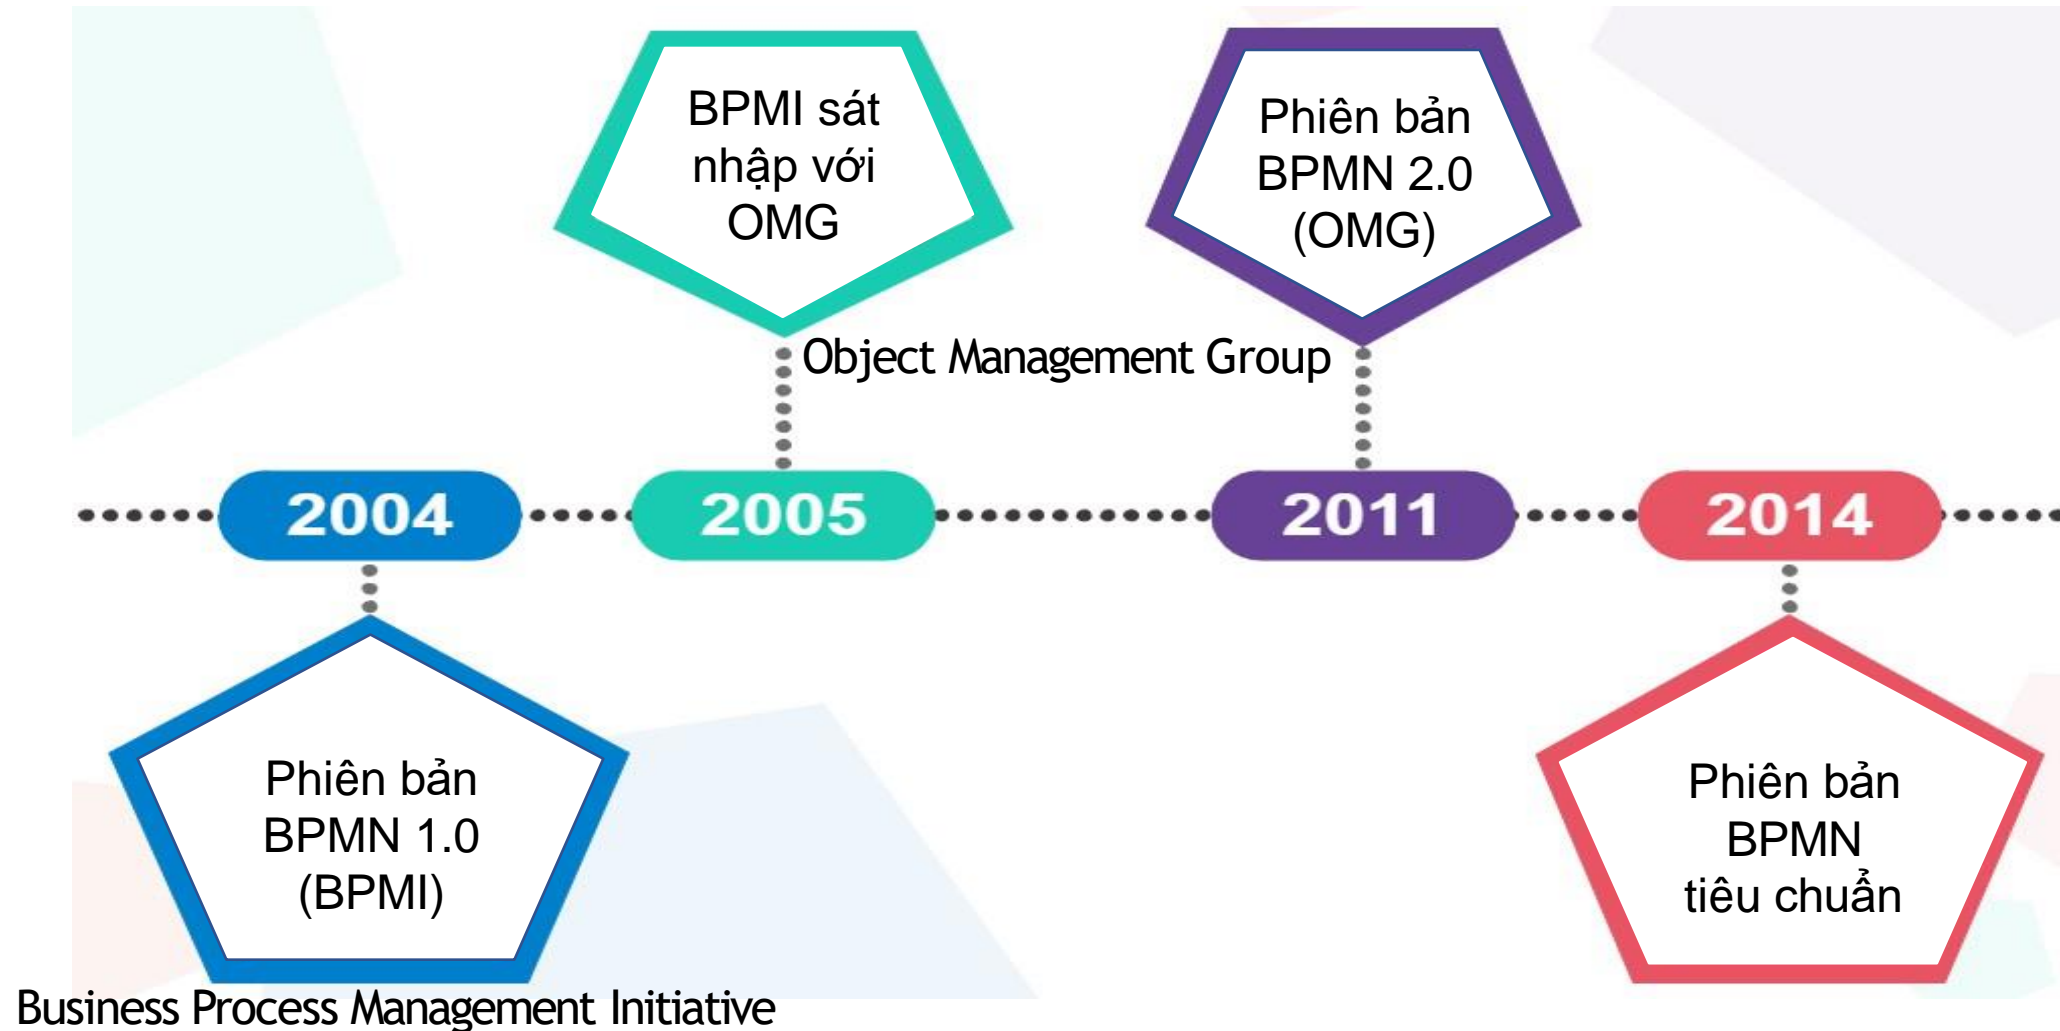 BPMI sát
nhập với
OMG
Phiên bản
BPMN 2.0
(OMG)
Object Management Group
2004
2005
2011
2014
Phiên bản
BPMN 1.0
(BPMI)
Phiên bản
BPMN
tiêu chuẩn
Business Process Management Initiative